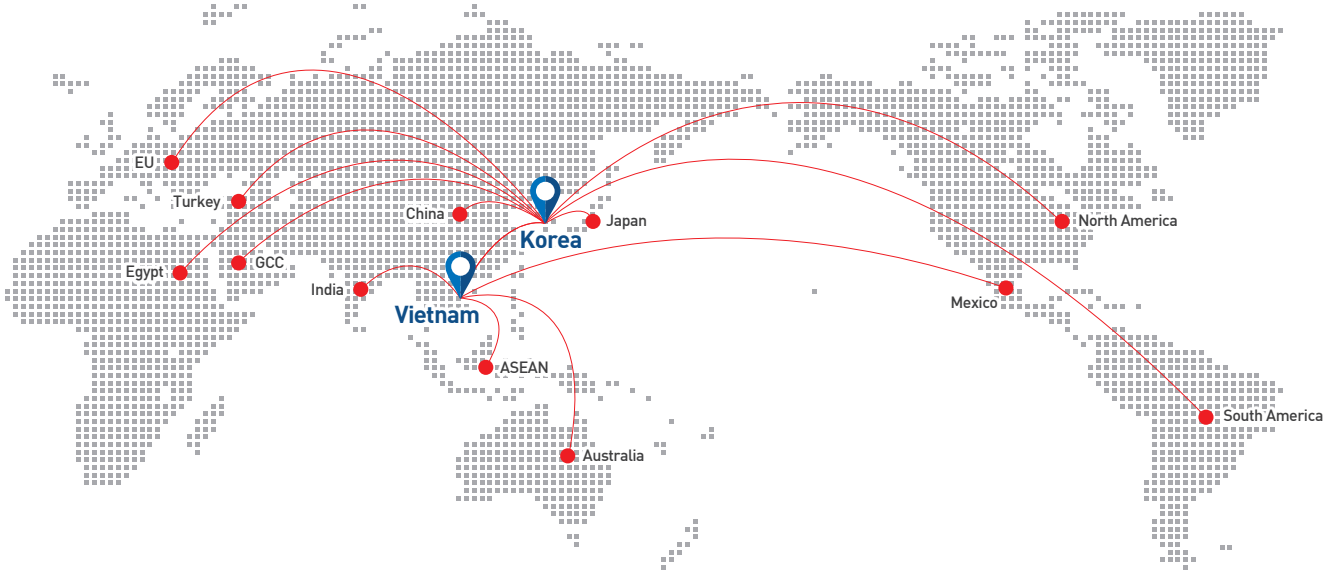 EU
Turkey
China
Japan
North America
Korea
Egypt
GCC
India
Mexico
Vietnam
ASEAN
South America
Australia